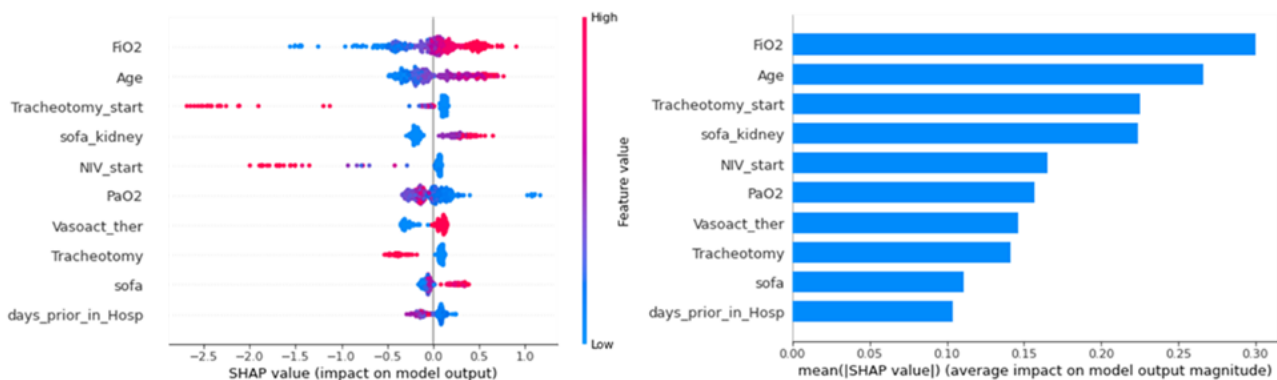 FiO2
Age
Tracheotomy_start
sofa_kidney
NIV_start
PaO2
Vasoact_ther
Tracheotomy
sofa
days_prior_in_Hosp
−2.5 −2.0 −1.5 −1.0 −0.5 0.0 0.5 1.0
SHAP value (impact on model output)
High
Feature value
Low
FiO2
Age
Tracheotomy_start
sofa_kidney
NIV_start
PaO2
Vasoact_ther
Tracheotomy
sofa
days_prior_in_Hosp
0.00 0.05 0.10 0.15 0.20 0.25 0.30
mean(|SHAP value|) (average impact on model output magnitude)